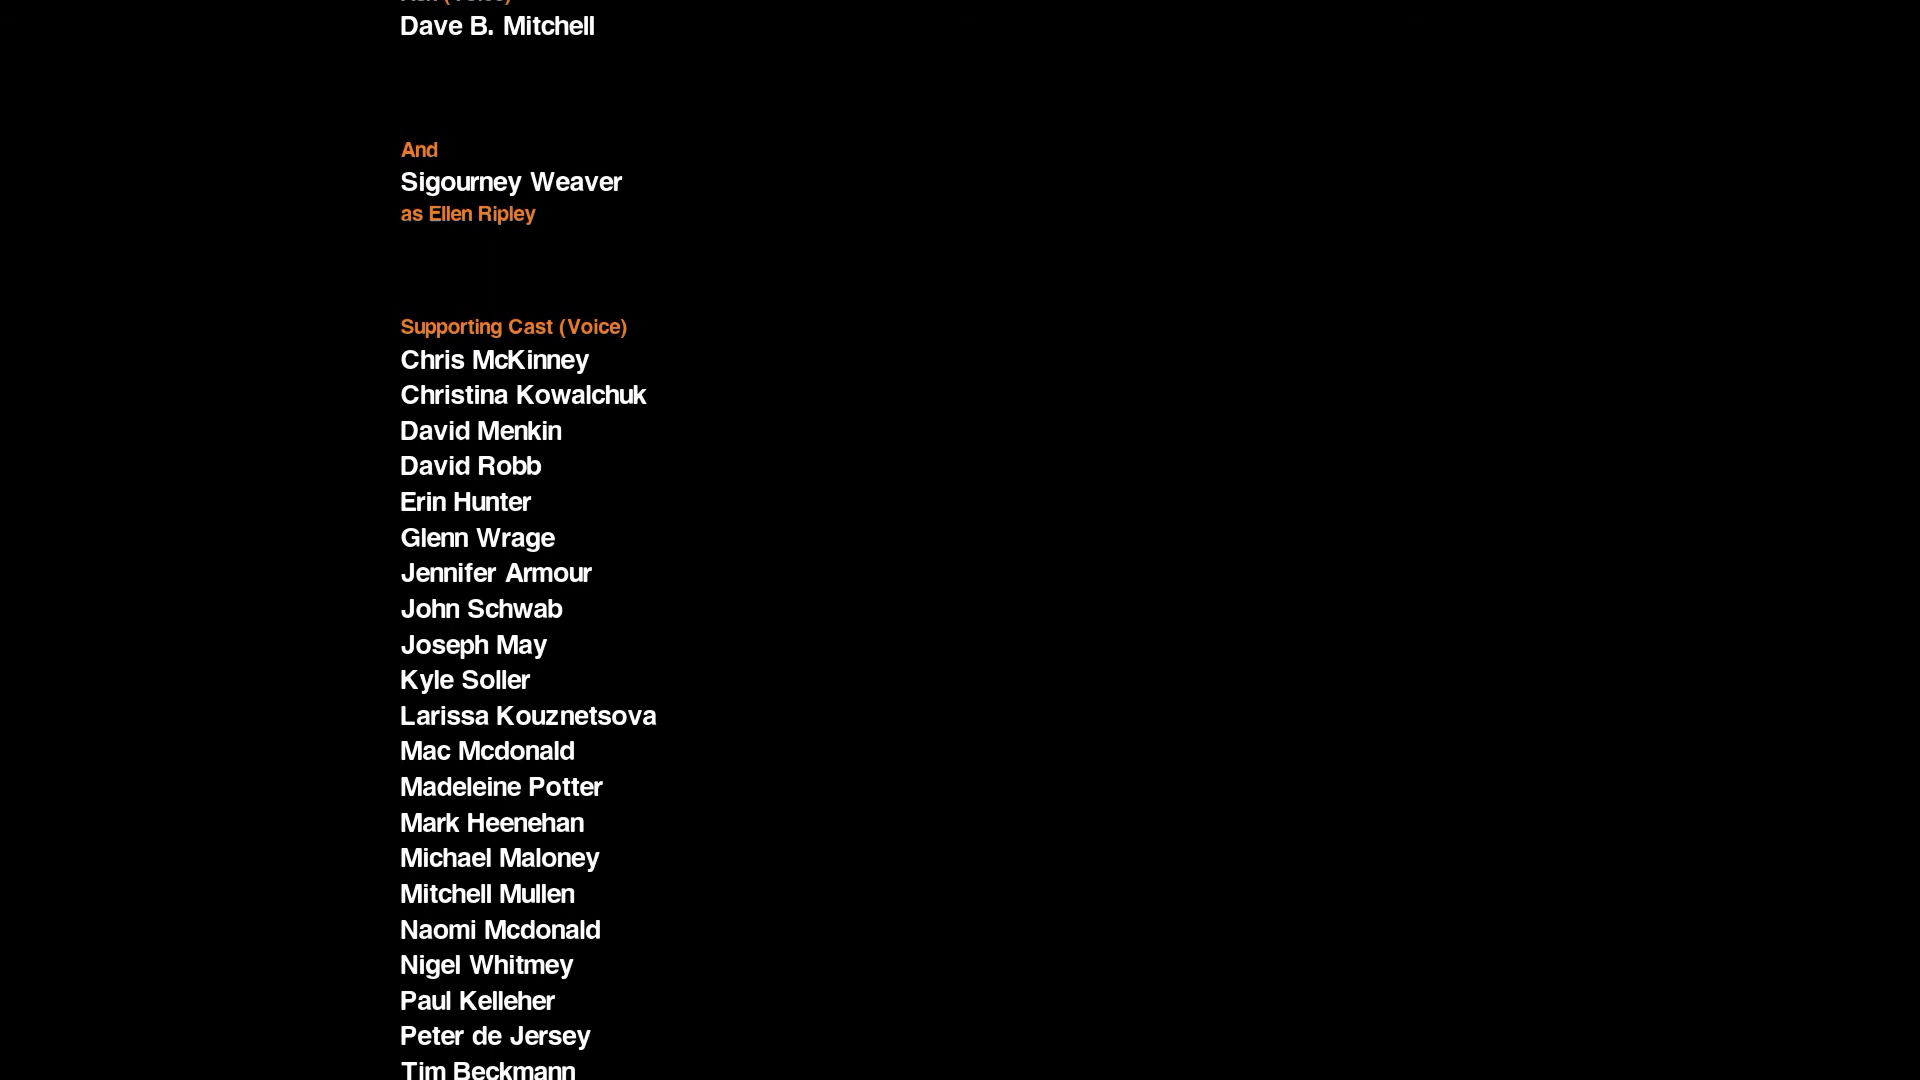 Dave B. Mitchell
And
Sigourney Weaver
as Ellen Ripley
Supporting Cast (Voice)
Chris McKinney
Christina Kowalchuk
David Menkin
David Robb
Erin Hunter
Glenn Wrage
Jennifer Armour
John Schwab
Joseph May
Kyle Soller
Larissa Kouznetsova
Mac Mcdonald
Madeleine Potter
Mark Heenehan
Michael Maloney
Mitchell Mullen
Naomi Mcdonald
Nigel Whitmey
Paul Kelleher
Peter de Jersey
Tim Beckmann